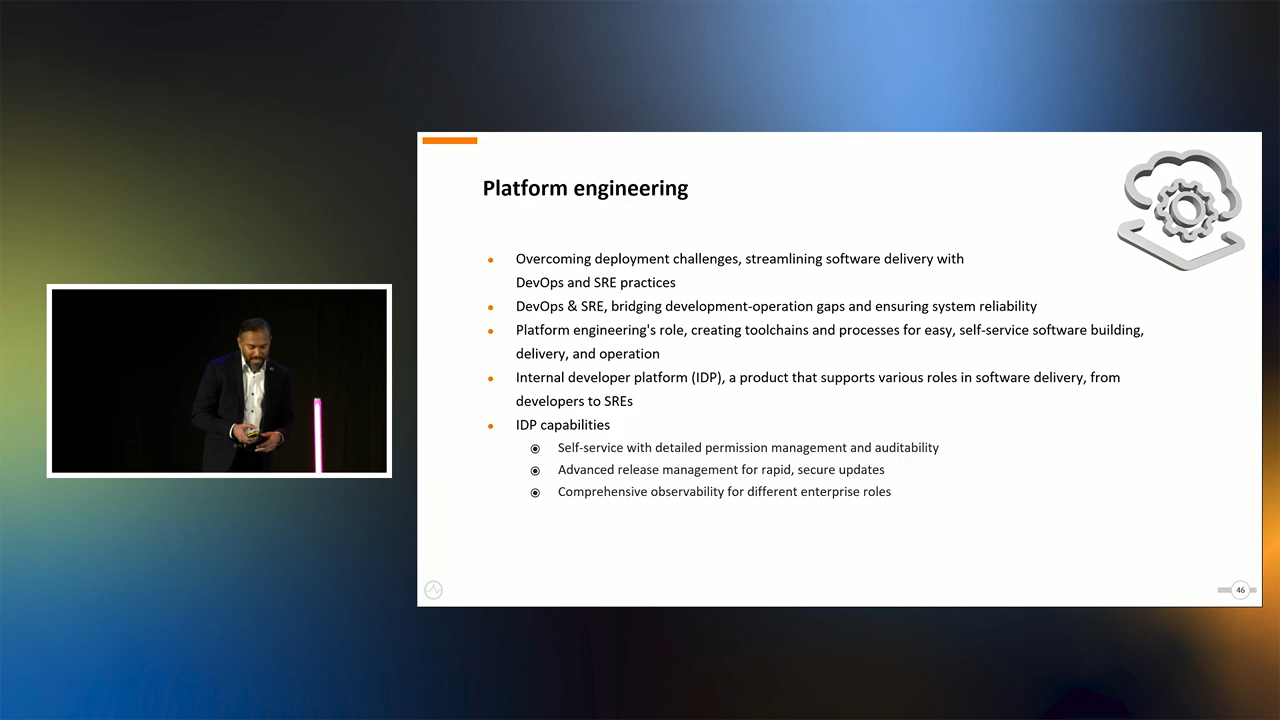 Platform engineering
Overcoming deployment challenges, streamlining software delivery with
DevOps and SRE practices
DevOps & SRE, bridging development-operation gaps and ensuring system reliability
Platform engineering's role, creating toolchains and processes for easy, self-service software building,
delivery, and operation
Internal developer platform (IDP), a product that supports various roles in software delivery, from
developers to SREs
IDP capabilities
Self-service with detailed permission management and auditability
Advanced release management for rapid, secure updates
Comprehensive observability for different enterprise roles
46